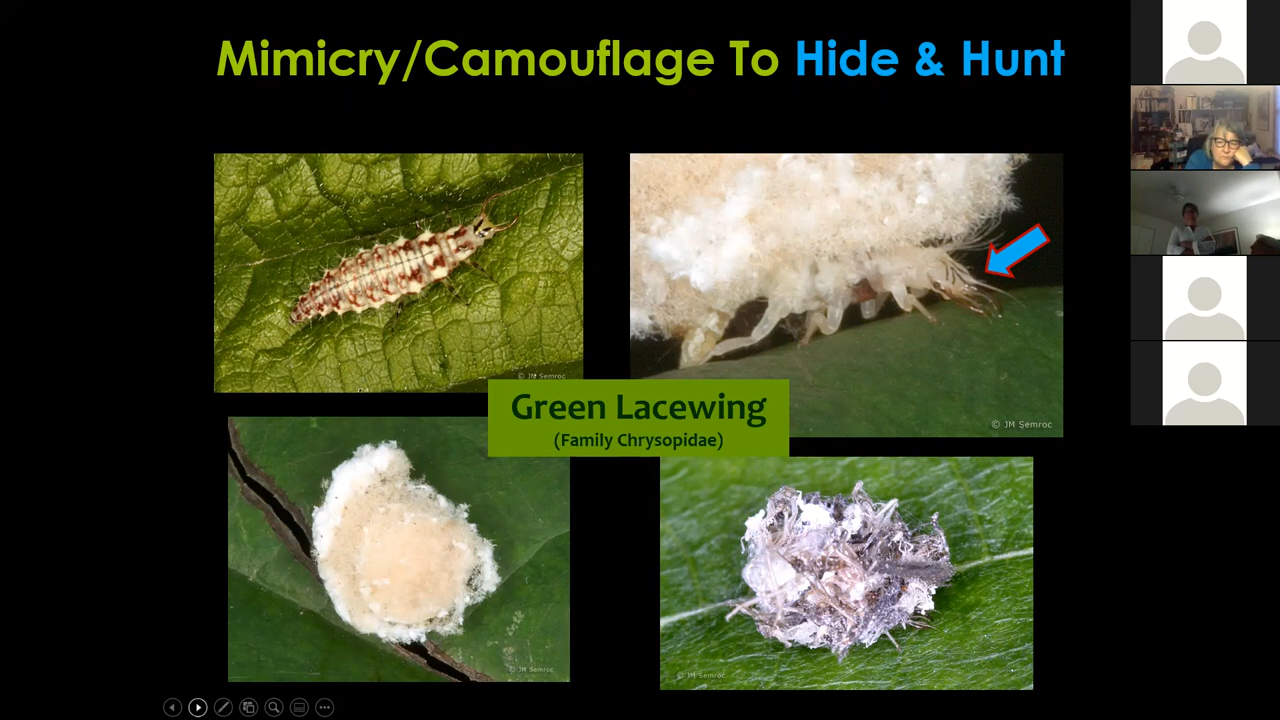 Mimicry/Camouflage To Hide & Hunt
© JM Semroc
© JM Semroc
Green Lacewing
(Family Chrysopidae)
© JM Semroc
© JM Semroc